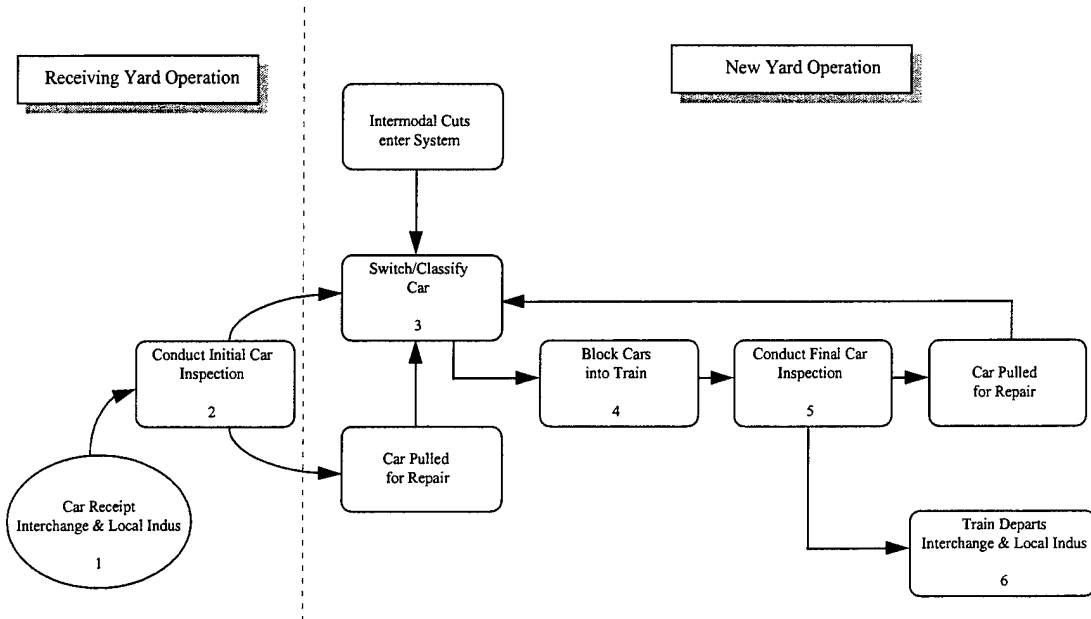 Receiving Yard Operation
New Yard Operation
Intermodal Cuts
enter System
Switch/Classify
Car
3
Conduct Initial Car
Inspection
2
Block Cars
into Train
4
Conduct Final Car
Inspection
5
Car Pulled
for Repair
Car Pulled
for Repair
Car Receipt
Interchange & Local Indus
1
Train Departs
Interchange & Local Indus
6